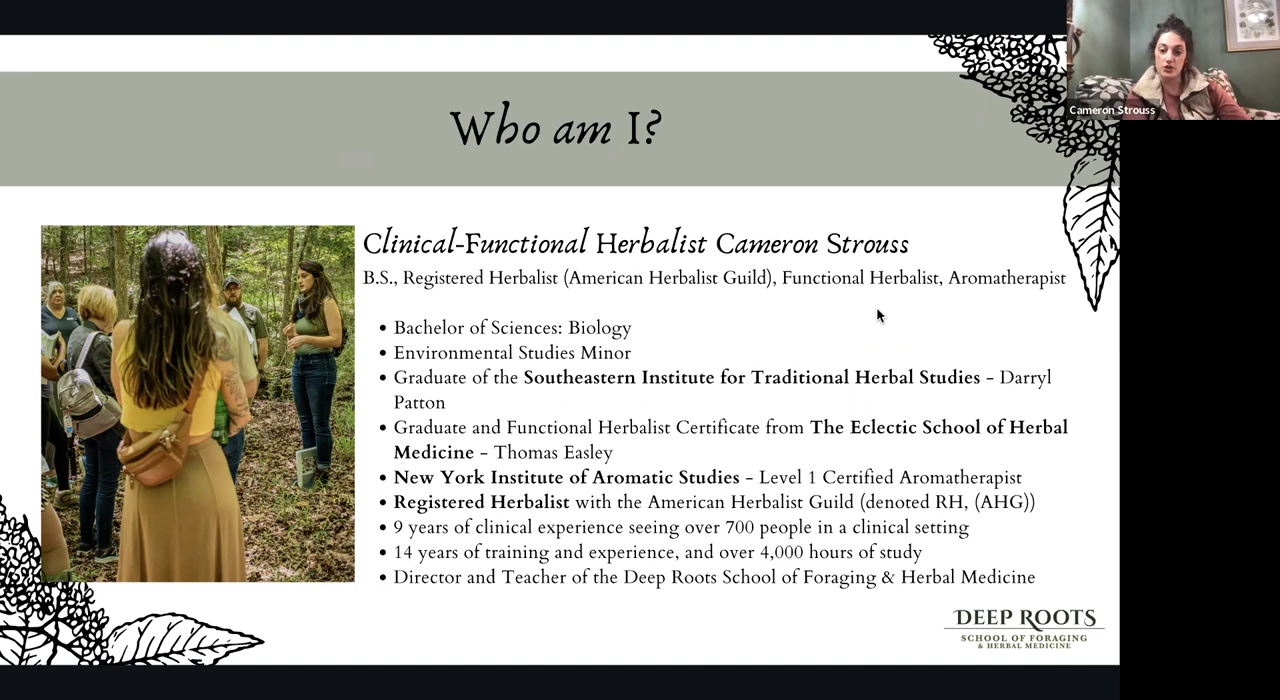 Who am I?
Cameron Strouss
Clinical-Functional Herbalist Cameron Strouss
B.S., Registered Herbalist (American Herbalist Guild), Functional Herbalist, Aromatherapist
• Bachelor of Sciences: Biology
• Environmental Studies Minor
• Graduate of the Southeastern Institute for Traditional Herbal Studies - Darryl
Patton
• Graduate and Functional Herbalist Certificate from The Eclectic School of Herbal
Medicine - Thomas Easley
• New York Institute of Aromatic Studies - Level 1 Certified Aromatherapist
• Registered Herbalist with the American Herbalist Guild (denoted RH, (AHG))
• 9 years of clinical experience seeing over 700 people in a clinical setting
• 14 years of training and experience, and over 4,000 hours of study
• Director and Teacher of the Deep Roots School of Foraging & Herbal Medicine
DEEP ROOTS
SCHOOL OF FORAGING
& HERBAL MEDICINE